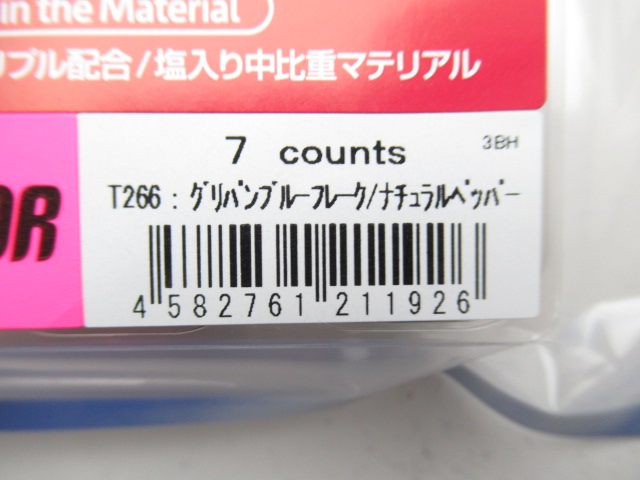 in the Material
リブル配合/塩入り中比重マテリアル
7 counts
3BH
T266 : グリパンブルーフレーク/ナチュラルペッパー
OR
4 582761 211926